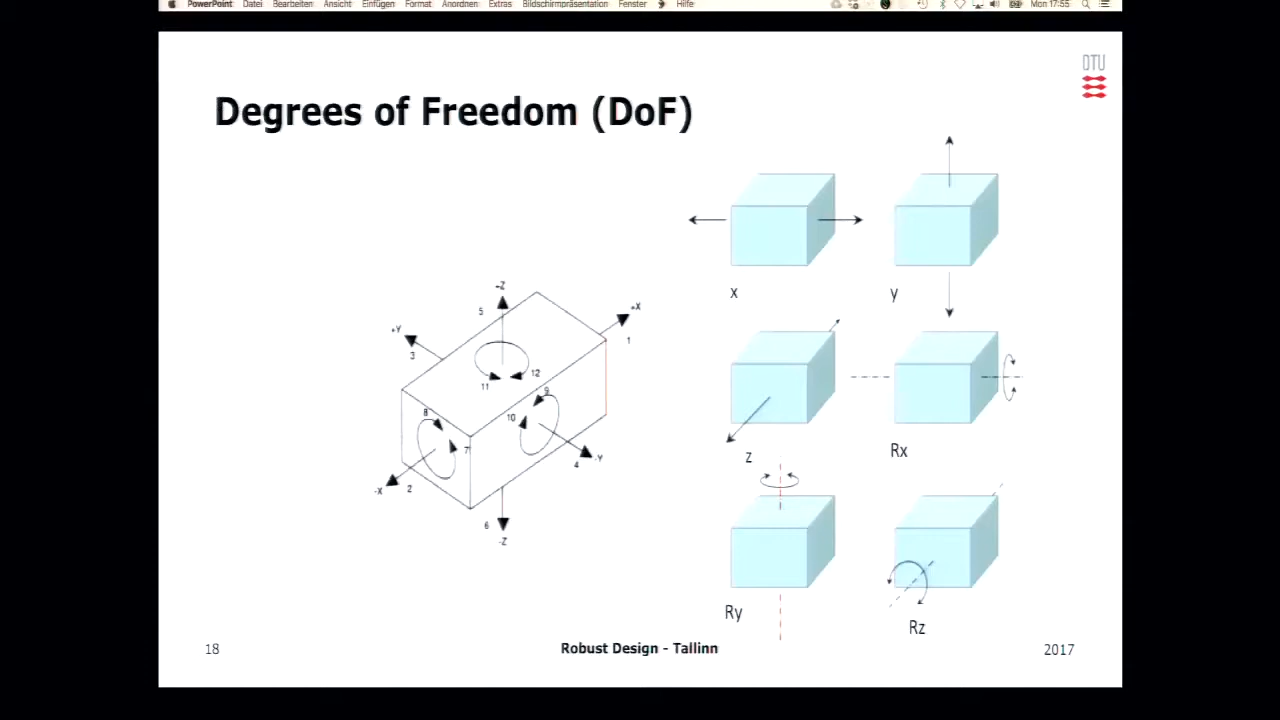 PowerPoint Datei Bearbeiten Ansicht Einfügen Format Anordnen Extras Bildschirmpräsentation Fenster Hilfe Mon 17:55
DTU
Degrees of Freedom (DoF)
x
y
z
Rx
Ry
Rz
+X
1
-X
2
+Y
3
-Y
4
5
6
-Z
7
8
9
10
11
12
18
Robust Design - Tallinn
2017